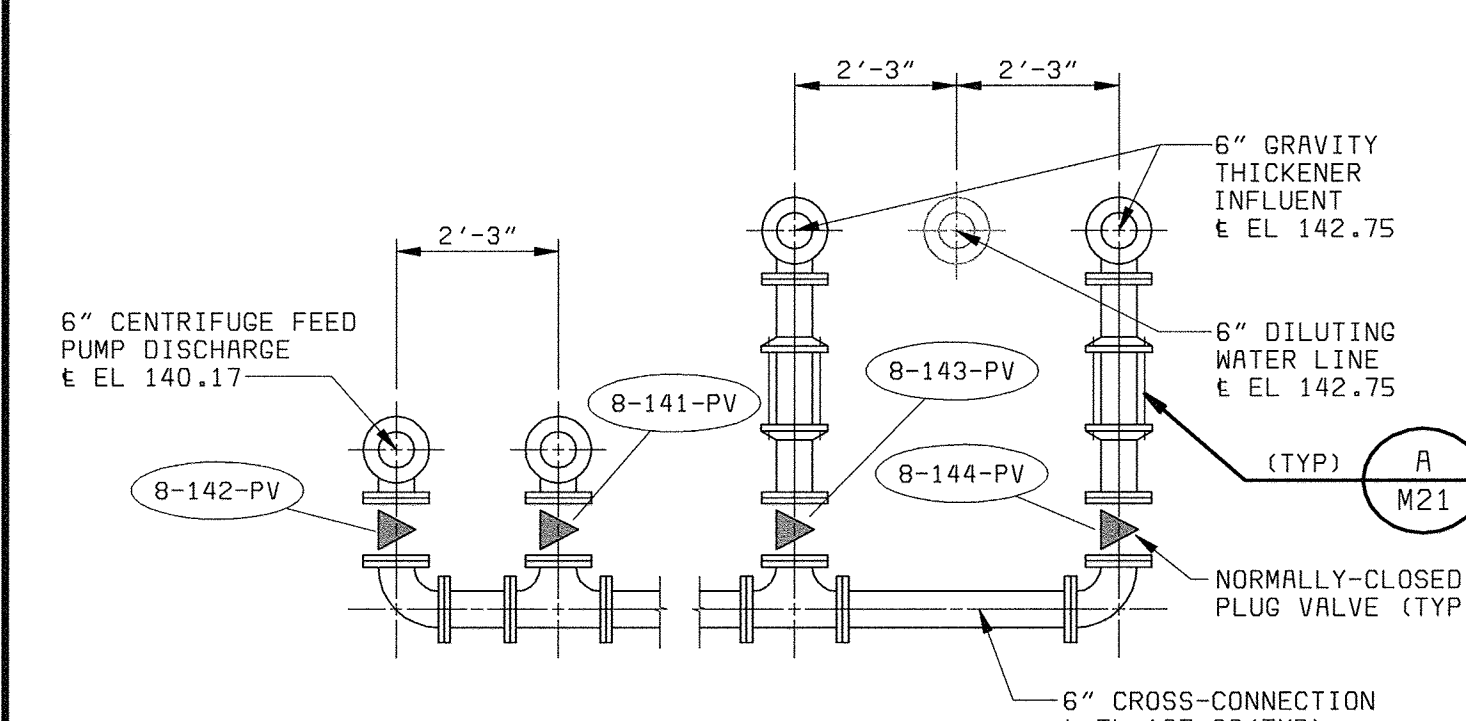 2'-3" 2'-3"
6" GRAVITY
THICKENER
INFLUENT
℄ EL 142.75
2'-3"
6" CENTRIFUGE FEED
PUMP DISCHARGE
℄ EL 140.17
6" DILUTING
WATER LINE
℄ EL 142.75
8-143-PV
8-141-PV
8-142-PV
8-144-PV
(TYP)
A
M21
NORMALLY-CLOSED
PLUG VALVE (TYP
6" CROSS-CONNECTION